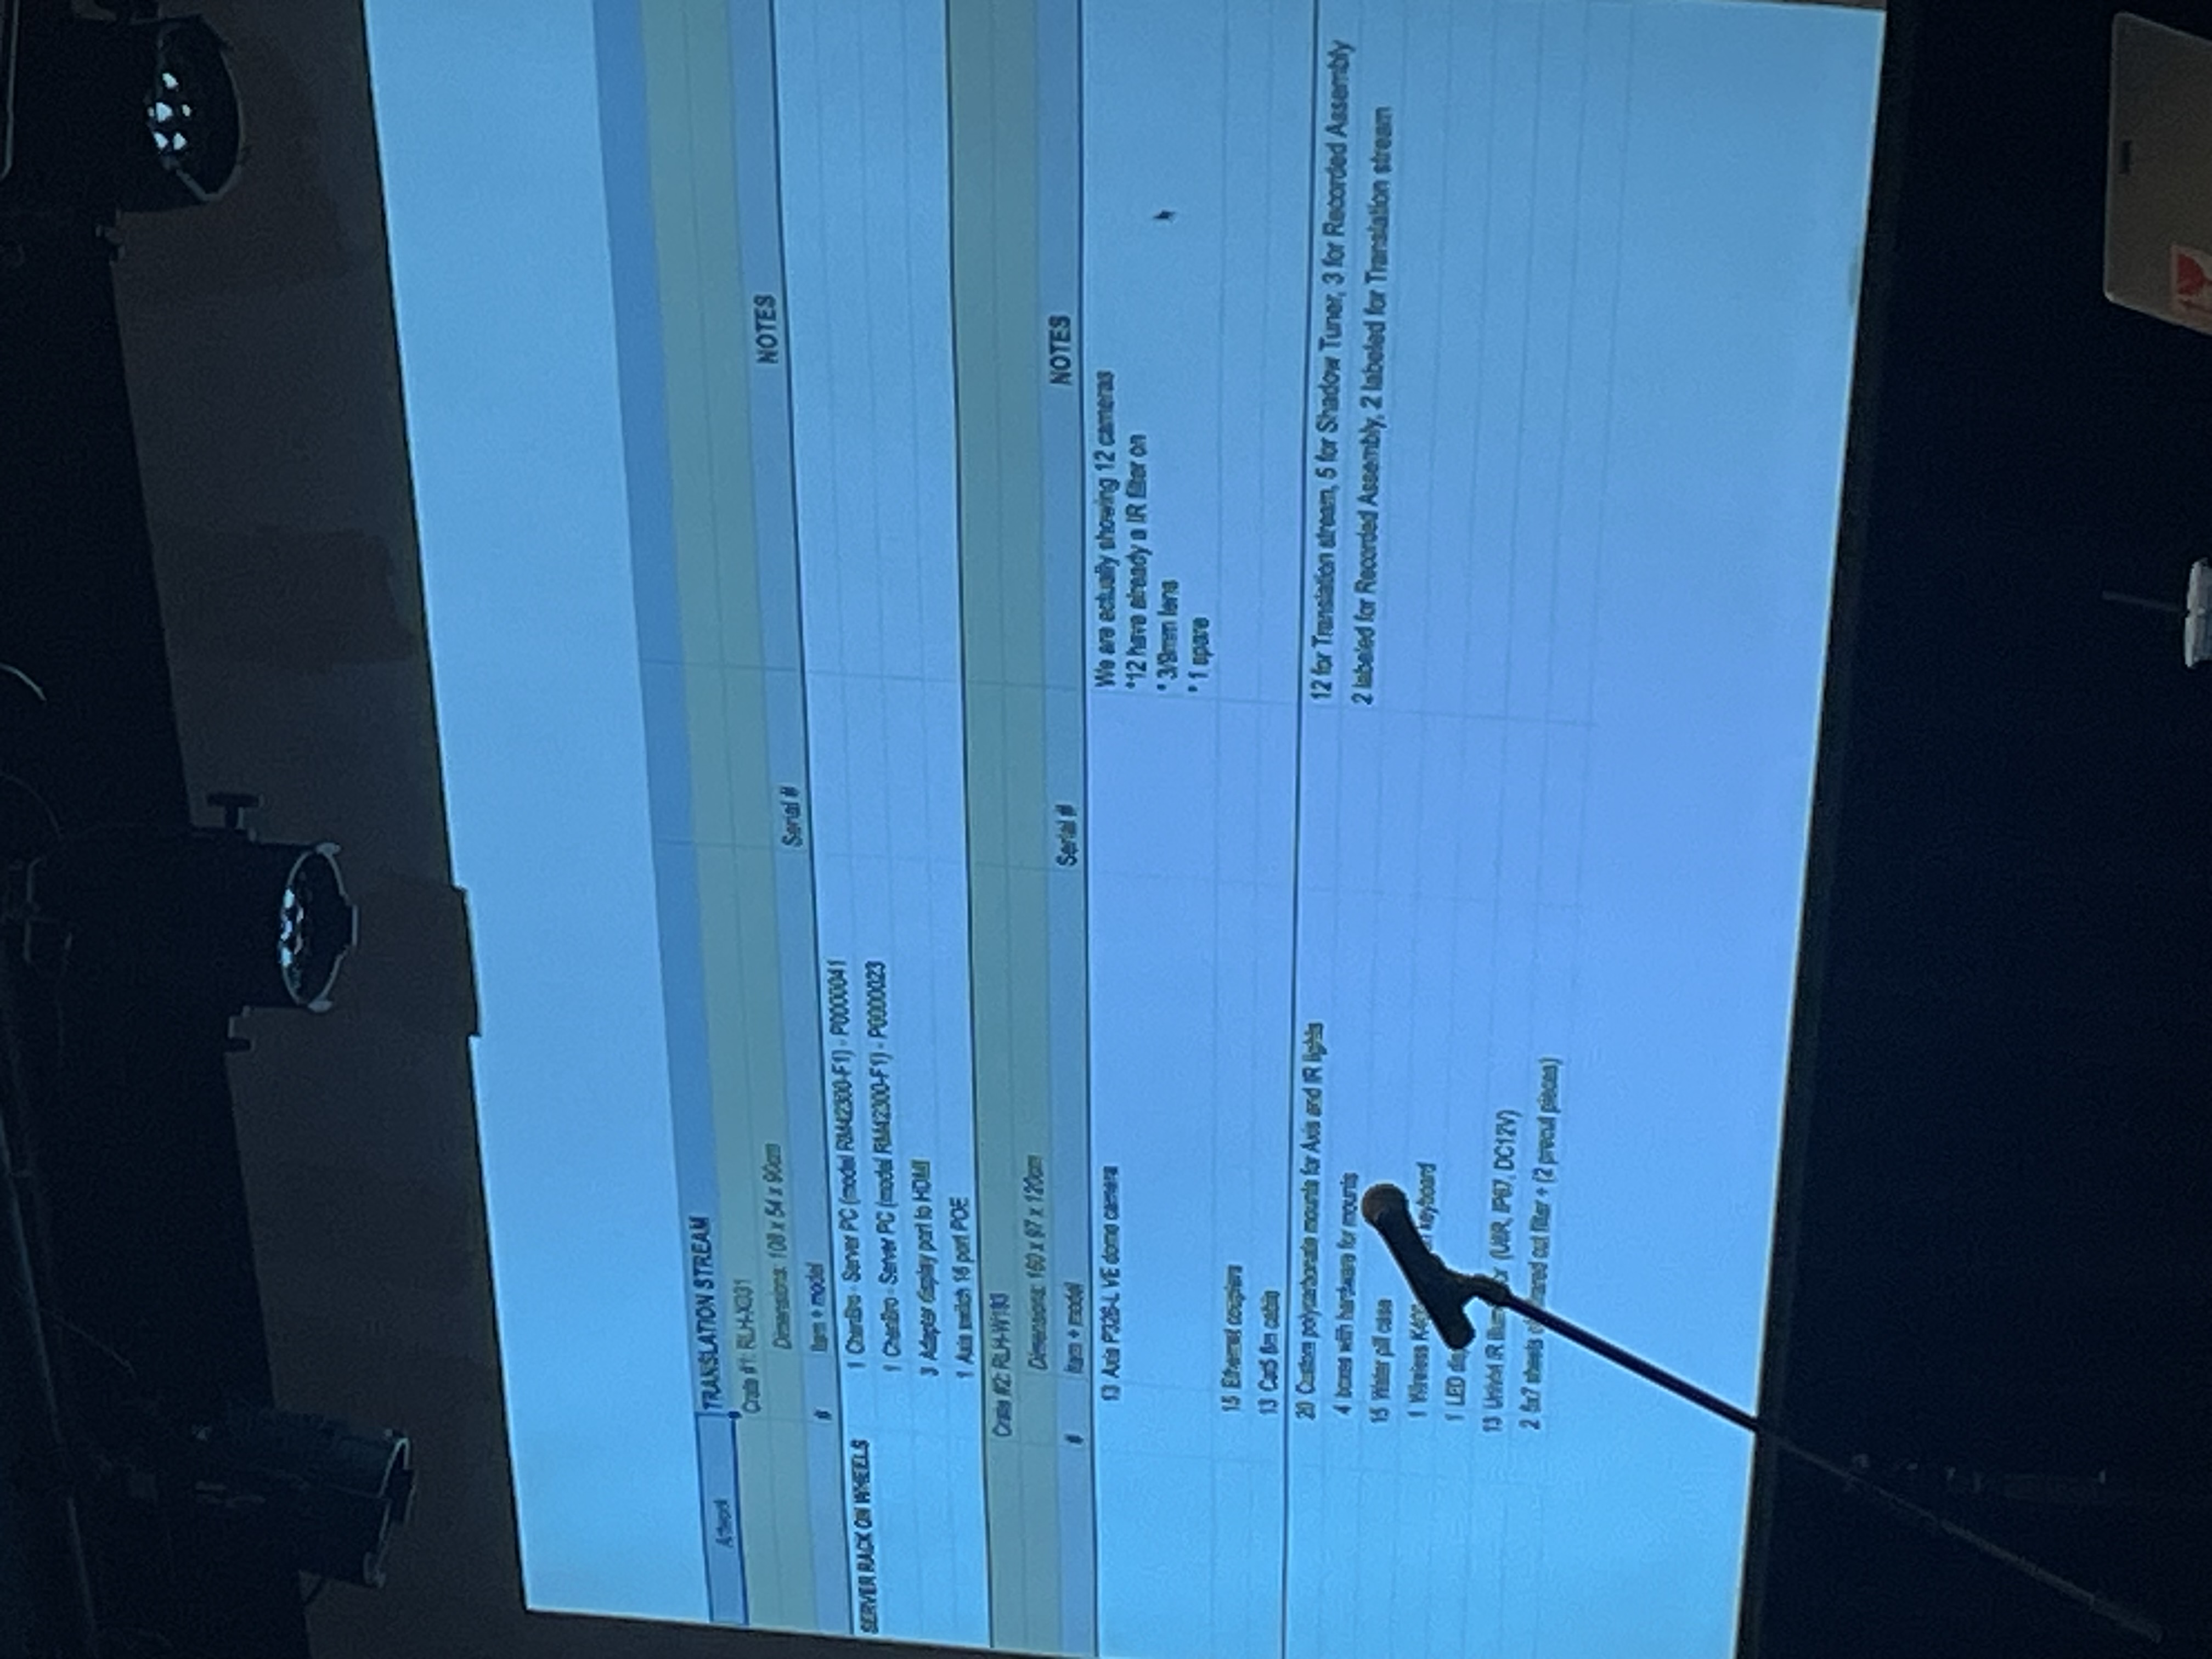 Artwork TRANSLATION STREAM
Crate #1: RLH-X031
Dimensions: 108 x 54 x 90cm
# Item + model Serial # NOTES
SERVER RACK ON WHEELS 1 ChenBro - Server PC (model RM42300-F1) - P0000041
1 ChenBro - Server PC (model RM42300-F1) - P0000023
3 Adapter display port to HDMI
1 Axis switch 16 port POE
Crate #2: RLH-W193
Dimensions: 160 x 97 x 120cm
# Item + model Serial # NOTES
13 Axis P326-L VE dome camera We are actually showing 12 cameras
*12 have already a IR filter on
* 3/9mm lens
* 1 spare
15 Ethernet couplers
13 Cat5 cable
20 Custom polycarbonate mounts for Axis and IR lights 12 for Translation stream, 5 for Shadow Tuner, 3 for Recorded Assembly
4 boxes with hardware for mounts 2 labeled for Recorded Assembly, 2 labeled for Translation stream
15 Water pill case
1 Wireless keyboard
1 LED
13 Univivi IR (U6R, IP67, DC12V)
2 5x7 sheets cut filter + (2 precut pieces)